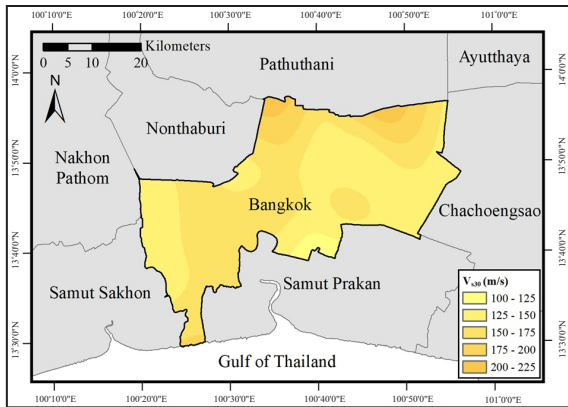 100°10'0"E 100°20'0"E 100°30'0"E 100°40'0"E 100°50'0"E 101°0'0"E
Kilometers
0 5 10 20
N
Ayutthaya
Pathuthani
14°0'0"N 14°0'0"N
Nonthaburi
Nakhon
Pathom
13°50'0"N 13°50'0"N
Bangkok
Chachoengsao
13°40'0"N 13°40'0"N
Samut Sakhon
Samut Prakan
Vs30 (m/s)
100 - 125
125 - 150
150 - 175
175 - 200
200 - 225
13°30'0"N 13°30'0"N
Gulf of Thailand
100°10'0"E 100°20'0"E 100°30'0"E 100°40'0"E 100°50'0"E 101°0'0"E